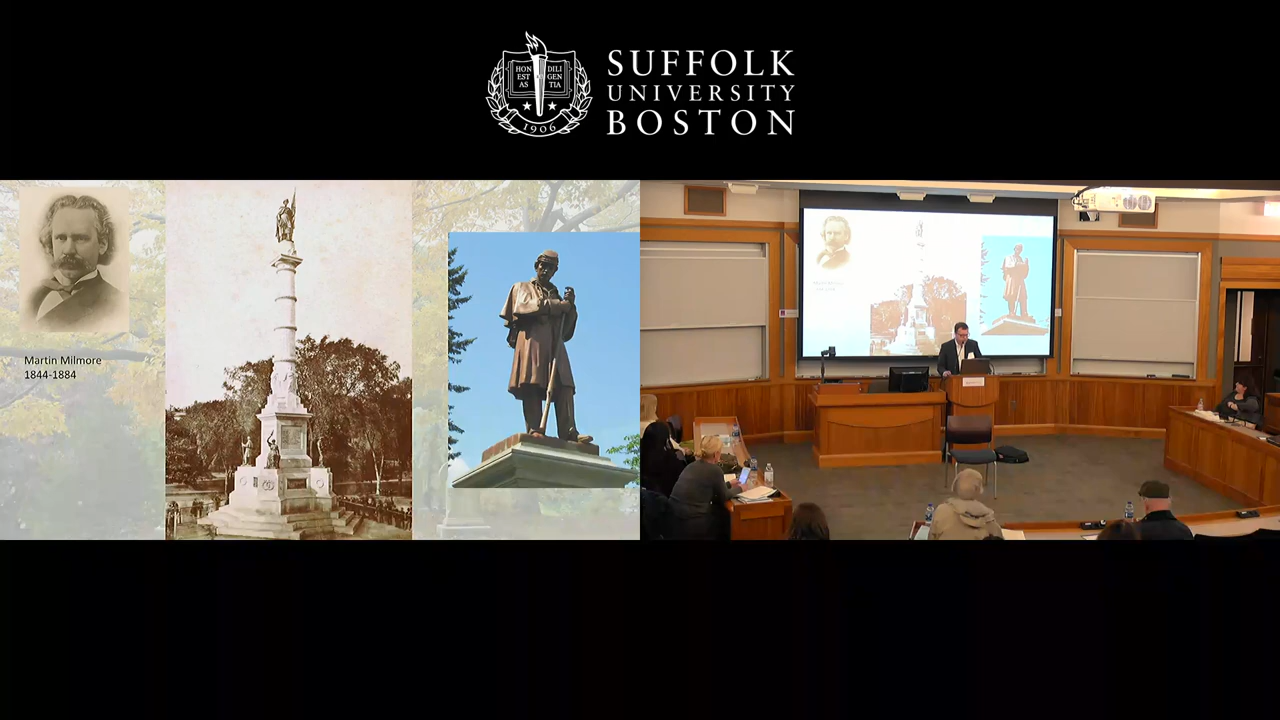 HON
EST
AS
DILI
GEN
TIA
1906
SUFFOLK
UNIVERSITY
BOSTON
Martin Milmore
1844-1884